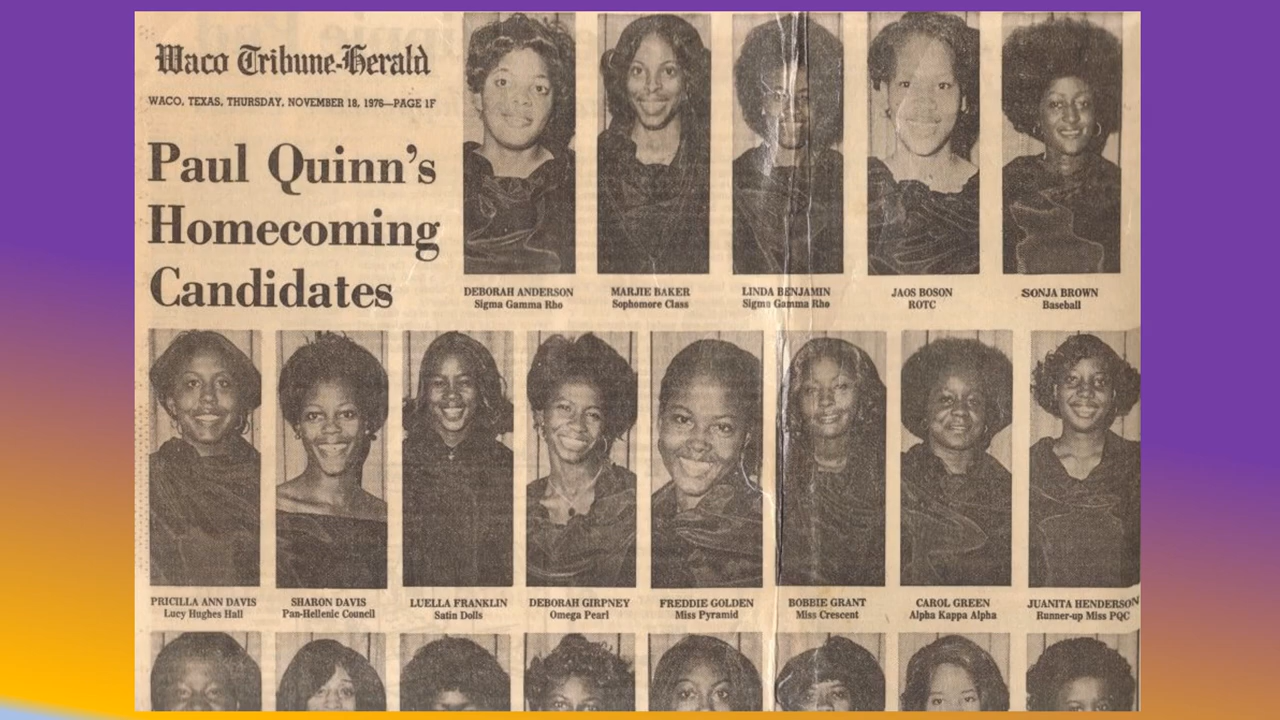 Waco Tribune-Herald
WACO, TEXAS, THURSDAY, NOVEMBER 18, 1976—PAGE 1F
Paul Quinn's
Homecoming
Candidates
DEBORAH ANDERSON
Sigma Gamma Rho
MARJIE BAKER
Sophomore Class
LINDA BENJAMIN
Sigma Gamma Rho
JAOS BOSON
ROTC
SONJA BROWN
Baseball
PRICILLA ANN DAVIS
Lucy Hughes Hall
SHARON DAVIS
Pan-Hellenic Council
LUELLA FRANKLIN
Satin Dolls
DEBORAH GIRPNEY
Omega Pearl
FREDDIE GOLDEN
Miss Pyramid
BOBBIE GRANT
Miss Crescent
CAROL GREEN
Alpha Kappa Alpha
JUANITA HENDERSON
Runner-up Miss PQC